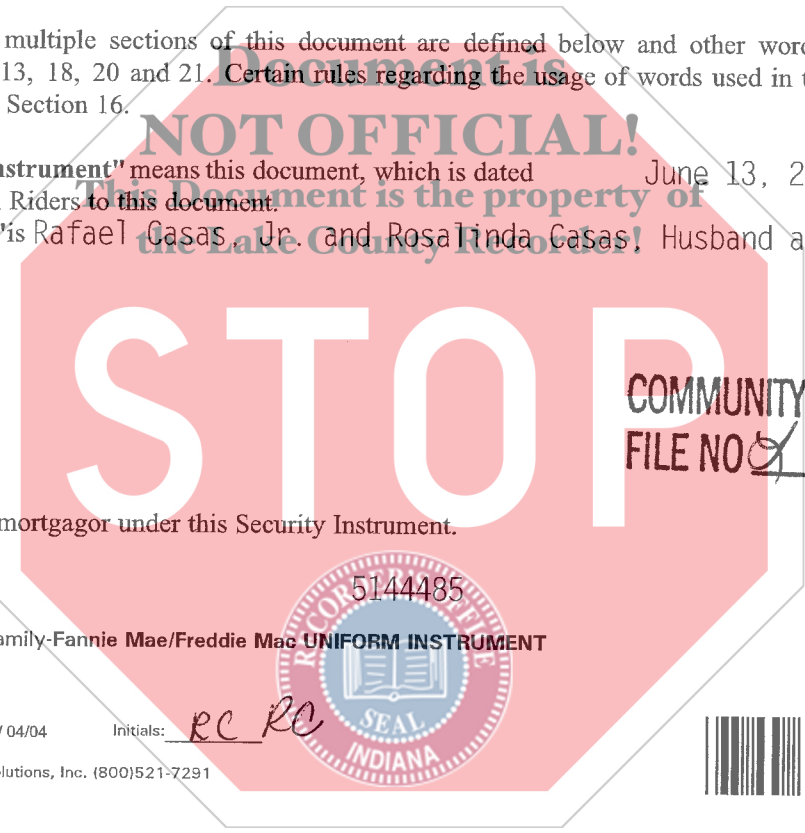 multiple sections of this document are defined below and other
Document is
13, 18, 20 and 21. Certain rules regarding the usage of words used in
Section 16.
NOT OFFICIAL!
nstrument" means this document, which is dated June 13, 2
This Document is the property of
Riders to this document.
is Rafael Casas, Jr. and Rosalinda Casas, Husband a
the Lake County Recorder!
STOP
COMMUNITY
FILE NO
mortgagor under this Security Instrument.
5144485
amily-Fannie Mae/Freddie Mac UNIFORM INSTRUMENT
RECORDER'S OFFICE
SEAL
INDIANA
04/04 Initials: RC RC
lutions, Inc. (800)521-7291